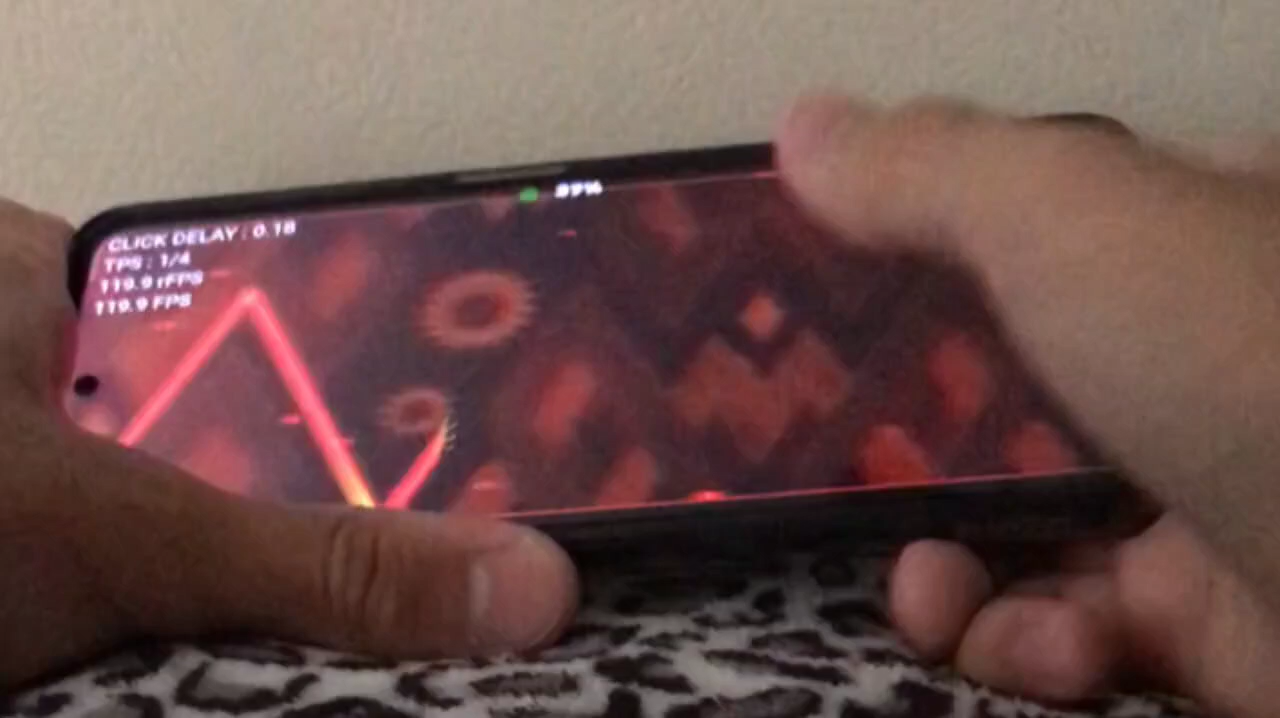 CLICK DELAY : 0.18
TPS : 1/4
119.9 rFPS
119.9 FPS